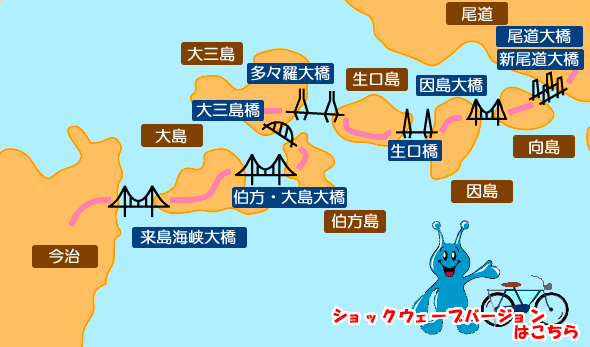 尾道
尾道大橋
新尾道大橋
大三島
多々羅大橋
生口島
因島大橋
大三島橋
大島
生口橋
向島
因島
伯方・大島大橋
伯方島
来島海峡大橋
今治
ショックウェーブバージョン
はこちら